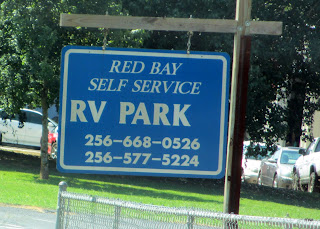 RED BAY
SELF SERVICE
RV PARK
256-668-0526
256-577-5224